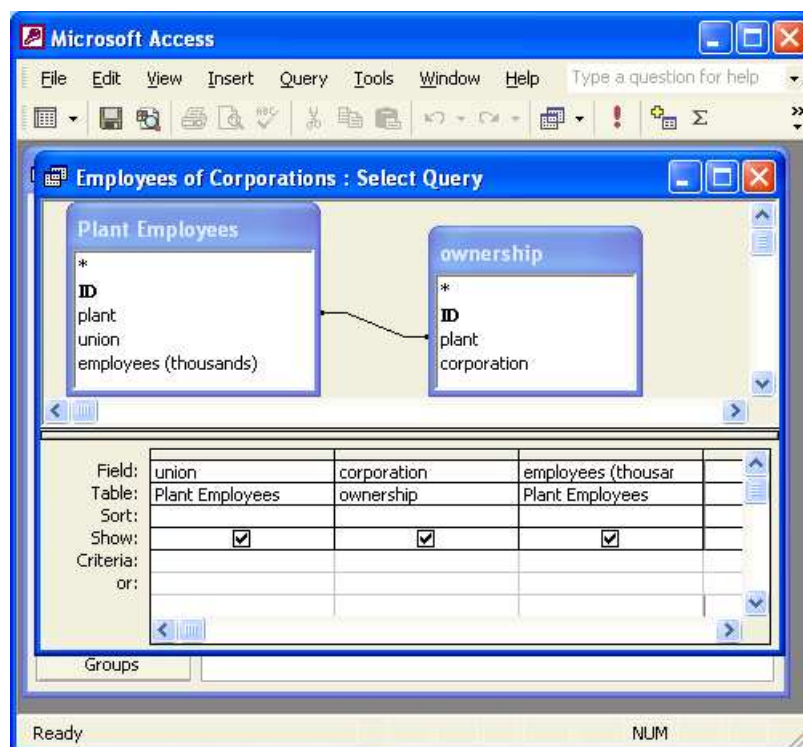 Microsoft Access
File Edit View Insert Query Tools Window Help Type a question for help
ABC Σ
Employees of Corporations : Select Query
Plant Employees
*
ID
plant
union
employees (thousands)
ownership
*
ID
plant
corporation
Field: union corporation employees (thousar
Table: Plant Employees ownership Plant Employees
Sort:
Show:
Criteria:
or:
Groups
Ready NUM